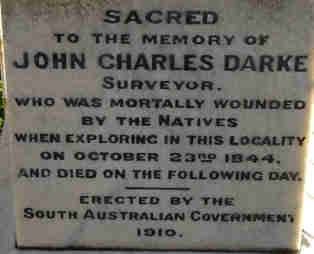 SACRED
TO THE MEMORY OF
JOHN CHARLES DARKE
SURVEYOR.
WHO WAS MORTALLY WOUNDED
BY THE NATIVES
WHEN EXPLORING IN THIS LOCALITY
ON OCTOBER 23RD 1844.
AND DIED ON THE FOLLOWING DAY.
ERECTED BY THE
SOUTH AUSTRALIAN GOVERNMENT
1910.